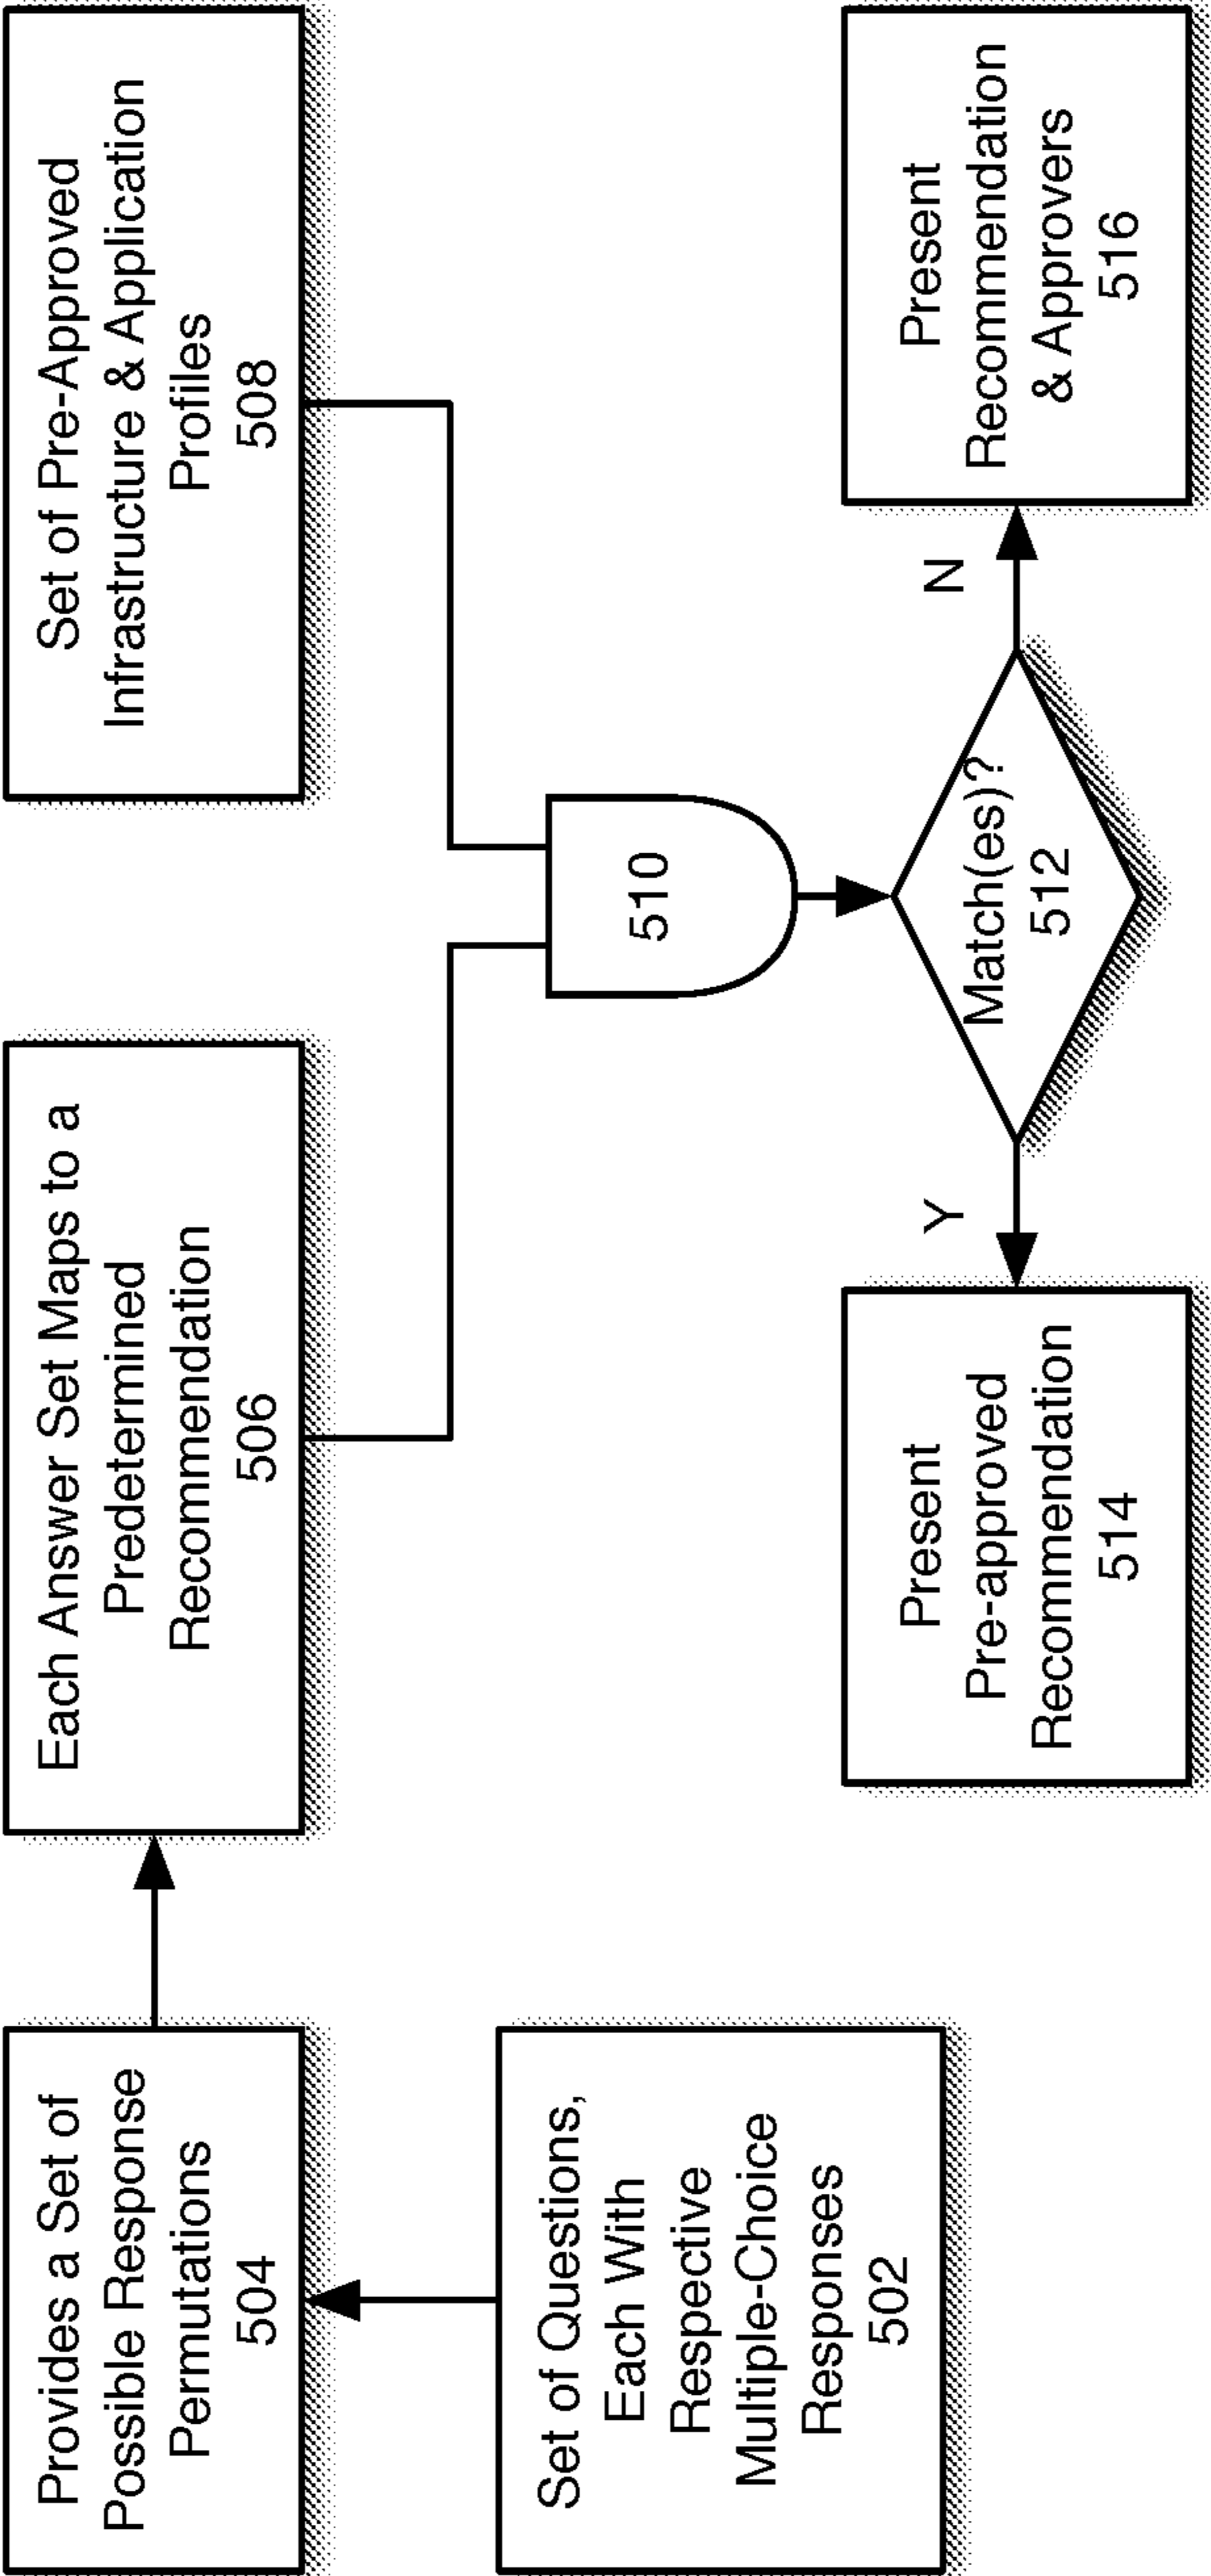 Provides a Set of
Possible Response
Permutations
504
Each Answer Set Maps to a
Predetermined
Recommendation
506
Set of Pre-Approved
Infrastructure & Application
Profiles
508
Set of Questions,
Each With
Respective
Multiple-Choice
Responses
502
510
Y
Match(es)?
512
N
Present
Pre-approved
Recommendation
514
Present
Recommendation
& Approvers
516